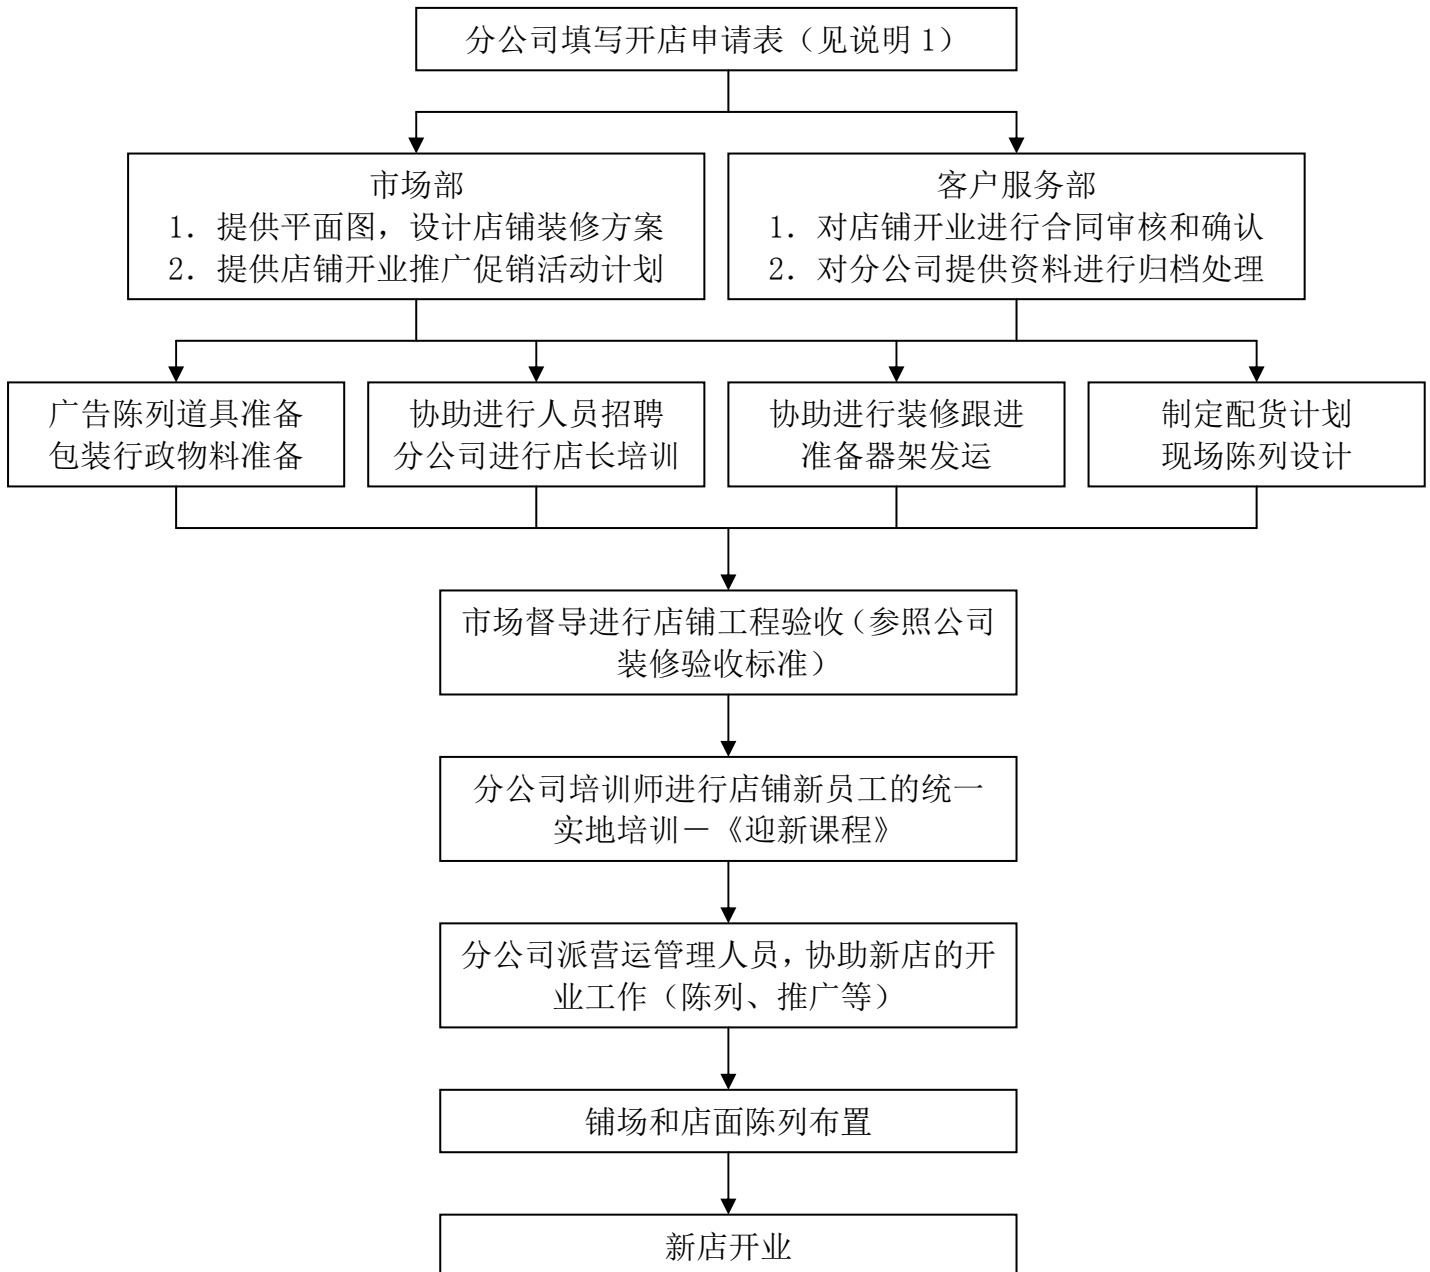 分公司填写开店申请表（见说明 1）
市场部
1. 提供平面图，设计店铺装修方案
2. 提供店铺开业推广促销活动计划
客户服务部
1. 对店铺开业进行合同审核和确认
2. 对分公司提供资料进行归档处理
广告陈列道具准备
包装行政物料准备
协助进行人员招聘
分公司进行店长培训
协助进行装修跟进
准备器架发运
制定配货计划
现场陈列设计
市场督导进行店铺工程验收（参照公司
装修验收标准）
分公司培训师进行店铺新员工的统一
实地培训－《迎新课程》
分公司派营运管理人员，协助新店的开
业工作（陈列、推广等）
铺场和店面陈列布置
新店开业